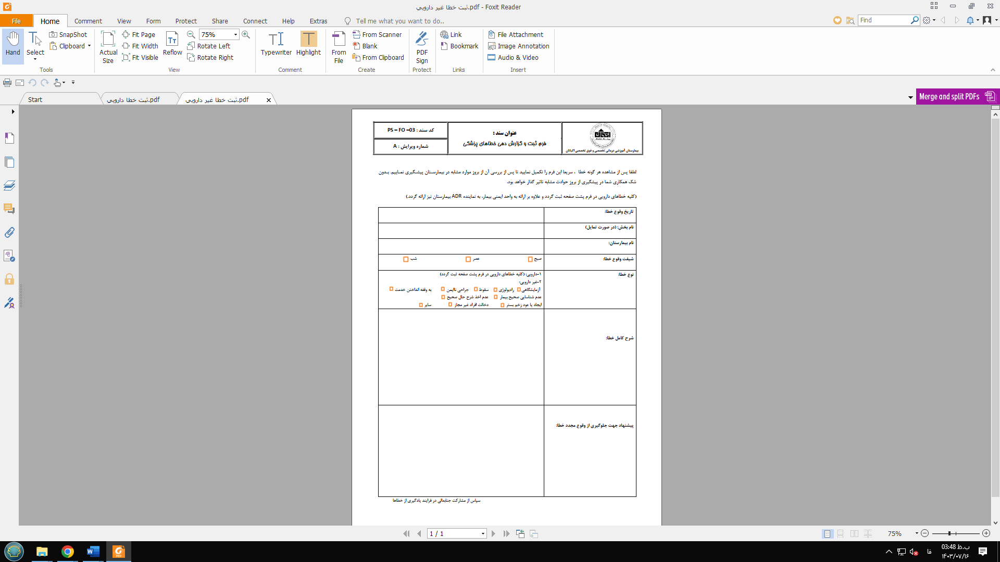 ثبت خطا غیر دارویی.pdf - Foxit Reader
File
Home
Comment
View
Form
Protect
Share
Connect
Help
Extras
Tell me what you want to do..
Find
Hand
Select
SnapShot
Clipboard
Tools
Actual Size
Fit Page
Fit Width
Fit Visible
Reflow
75%
Rotate Left
Rotate Right
View
Typewriter
Highlight
Comment
From File
From Scanner
Blank
From Clipboard
Create
PDF Sign
Protect
Link
Bookmark
Links
File Attachment
Image Annotation
Audio & Video
Insert
Start
ثبت خطا دارویی.pdf
ثبت خطا غیر دارویی.pdf
Merge and split PDFs
بیمارستان آموزشی درمانی تخصصی و فوق تخصصی اکباتان
عنوان سند :
فرم ثبت و گزارش دهی خطاهای پزشکی
کد سند : PS – FO –03
شماره ویرایش : A
لطفا پس از مشاهده هر گونه خطا ، سریعا این فرم را تکمیل نمایید تا پس از بررسی آن از بروز موارد مشابه در بیمارستان پیشگیری نماییم. بدون
شک همکاری شما در پیشگیری از بروز حوادث مشابه تاثیر گذار خواهد بود.
(کلیه خطاهای دارویی در فرم پشت صفحه ثبت گردد و علاوه بر ارائه به واحد ایمنی بیمار، به نماینده ADR بیمارستان نیز ارائه گردد.)
تاریخ وقوع خطا:
نام بخش: (در صورت تمایل)
نام بیمارستان:
شیفت وقوع خطا:
صبح
عصر
شب
نوع خطا:
۱-دارویی: (کلیه خطاهای دارویی در فرم پشت صفحه ثبت گردد)
۲-غیر دارویی:
آزمایشگاهی رادیولوژی سقوط جراحی ناایمن به وقفه انداختن خدمت
عدم شناسایی صحیح بیمار عدم اخذ شرح حال صحیح
ایجاد یا عود زخم بستر دخالت افراد غیر مجاز سایر
شرح کامل خطا:
پیشنهاد جهت جلوگیری از وقوع مجدد خطا:
سپاس از مشارکت جنابعالی در فرایند یادگیری از خطاها
1 / 1
75%
فا
03:48 ب.ظ
۱۴۰۳/۰۷/۱۶